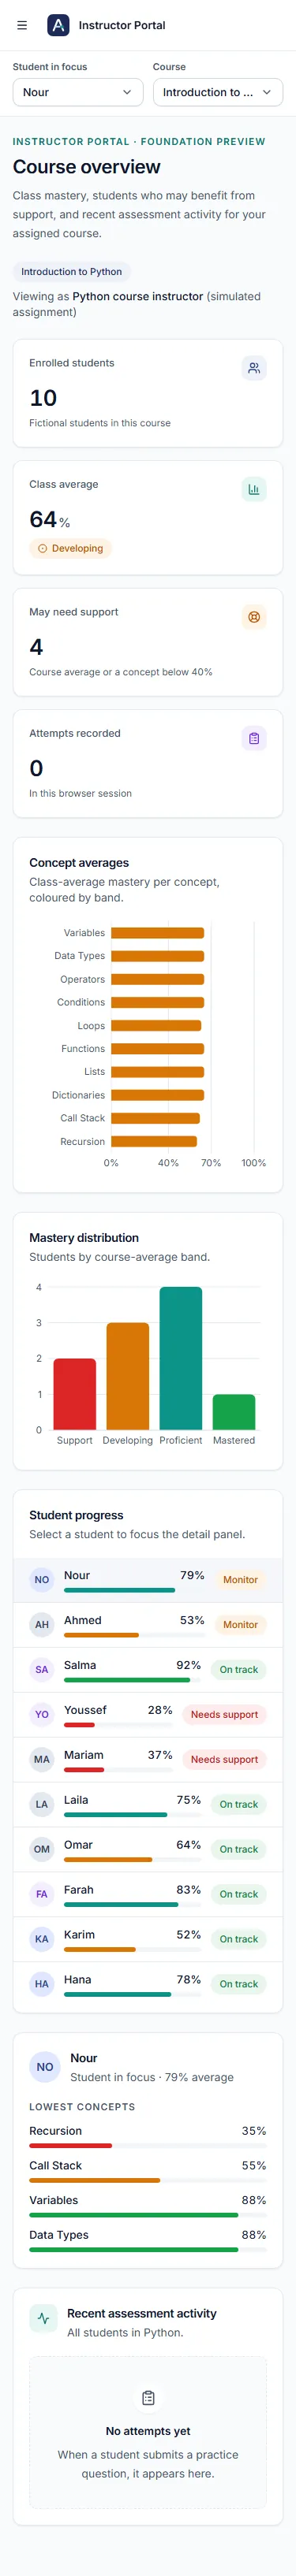 Instructor Portal
Student in focus
Course
Nour
Introduction to ...
INSTRUCTOR PORTAL · FOUNDATION PREVIEW
Course overview
Class mastery, students who may benefit from
support, and recent assessment activity for your
assigned course.
Introduction to Python
Viewing as Python course instructor (simulated
assignment)
Enrolled students
10
Fictional students in this course
Class average
64%
Developing
May need support
4
Course average or a concept below 40%
Attempts recorded
0
In this browser session
Concept averages
Class-average mastery per concept,
coloured by band.
Variables
Data Types
Operators
Conditions
Loops
Functions
Lists
Dictionaries
Call Stack
Recursion
0% 40% 70% 100%
Mastery distribution
Students by course-average band.
4
3
2
1
0
Support Developing Proficient Mastered
Student progress
Select a student to focus the detail panel.
NO Nour 79% Monitor
AH Ahmed 53% Monitor
SA Salma 92% On track
YO Youssef 28% Needs support
MA Mariam 37% Needs support
LA Laila 75% On track
OM Omar 64% On track
FA Farah 83% On track
KA Karim 52% On track
HA Hana 78% On track
NO
Nour
Student in focus · 79% average
LOWEST CONCEPTS
Recursion 35%
Call Stack 55%
Variables 88%
Data Types 88%
Recent assessment activity
All students in Python.
No attempts yet
When a student submits a practice
question, it appears here.